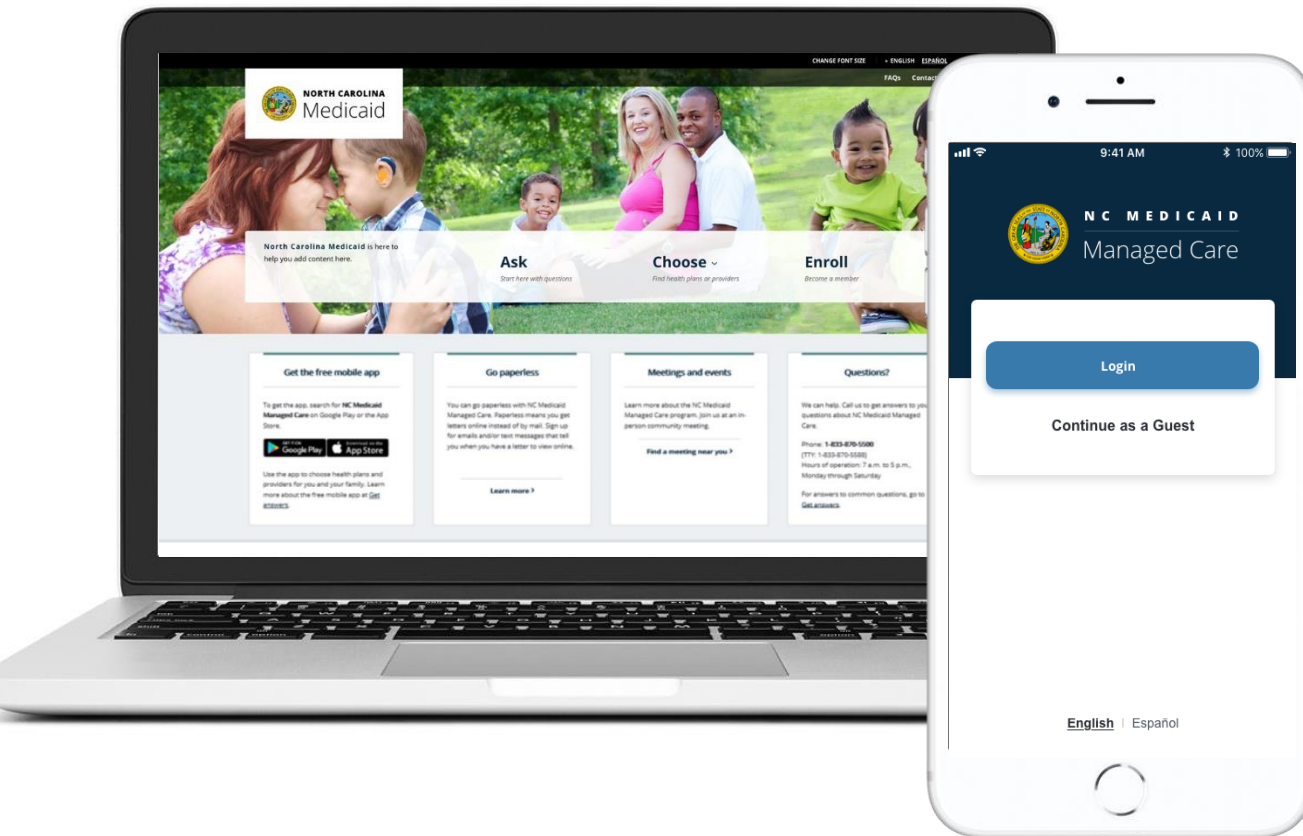 CHANGE FONT SIZE
ENGLISH ESPAÑOL
FAQs
NORTH CAROLINA
Medicaid
North Carolina Medicaid is here to
help you add content here.
Ask
Start here with questions
Choose
Find health plans or providers
Enroll
Become a member
Get the free mobile app
To get the app, search for NC Medicaid
Managed Care on Google Play or the App
Store.
GET IT ON
Google Play
Download on the
App Store
Use the app to choose health plans and
providers for you and your family. Learn
more about the free mobile app at Get
answers.
Go paperless
You can go paperless with NC Medicaid
Managed Care. Paperless means you get
letters online instead of by mail. Sign up
for emails and/or text messages that tell
you when you have a letter to view online.
Learn more >
Meetings and events
Learn more about the NC Medicaid
Managed Care program. Join us at an in-
person community meeting.
Find a meeting near you >
Questions?
We can help. Call us to get answers to
questions about NC Medicaid Managed
Care.
Phone: 1-833-870-5500
(TTY: 1-833-870-5588)
Hours of operation: 7 a.m. to 5 p.m.,
Monday through Saturday
For answers to common questions, go to
Get answers.
control
option
9:41 AM
100%
NC MEDICAID
Managed Care
Login
Continue as a Guest
English | Español